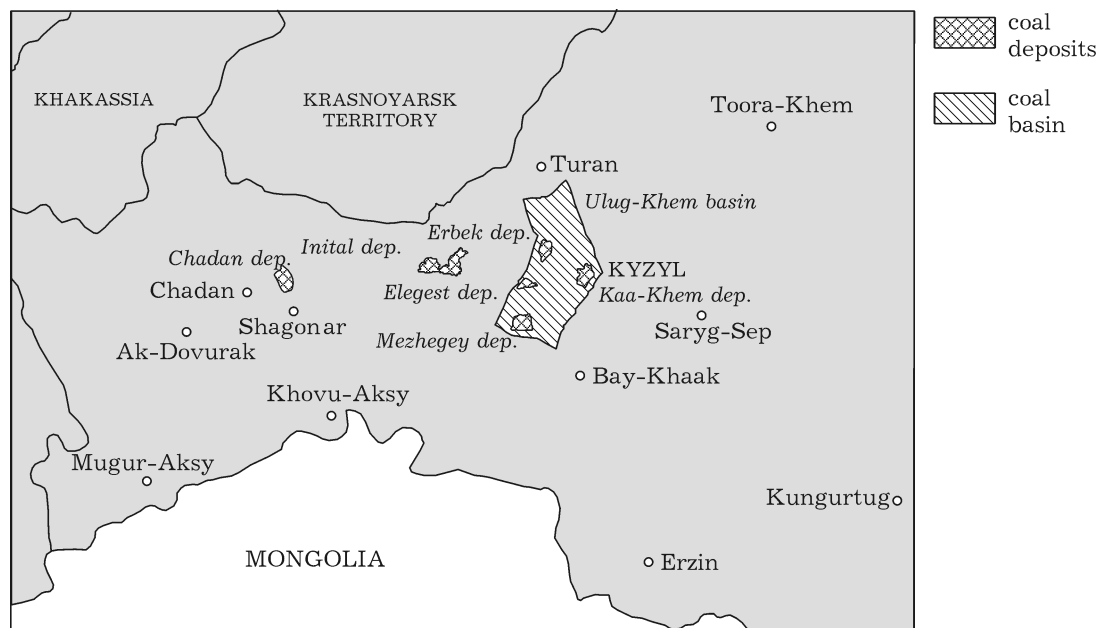 coal
deposits
KHAKASSIA
KRASNOYARSK
TERRITORY
Toora-Khem
coal
basin
Turan
Ulug-Khem basin
Erbek dep.
Inital dep.
Chadan dep.
KYZYL
Chadan
Elegest dep.
Kaa-Khem dep.
Shagonar
Saryg-Sep
Mezhegey dep.
Ak-Dovurak
Bay-Khaak
Khovu-Aksy
Mugur-Aksy
Kungurtug
MONGOLIA
Erzin